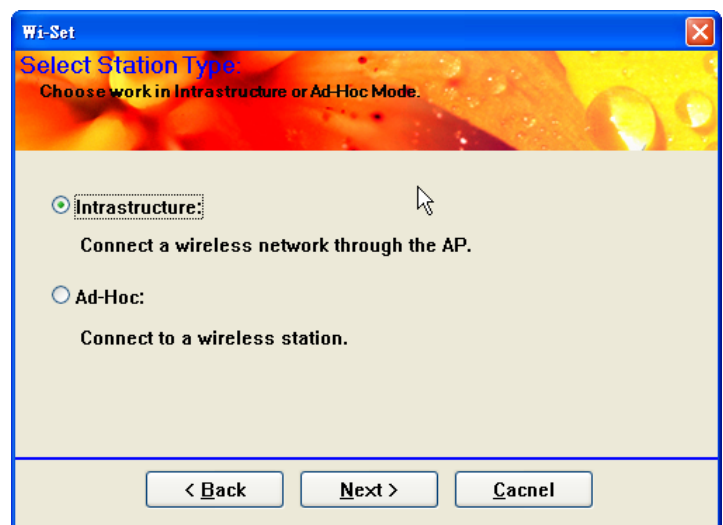 Wi-Set
Select Station Type:
Choose work in Intrastructure or Ad-Hoc Mode.
Intrastructure:
Connect a wireless network through the AP.
Ad-Hoc:
Connect to a wireless station.
< Back
Next >
Cacnel